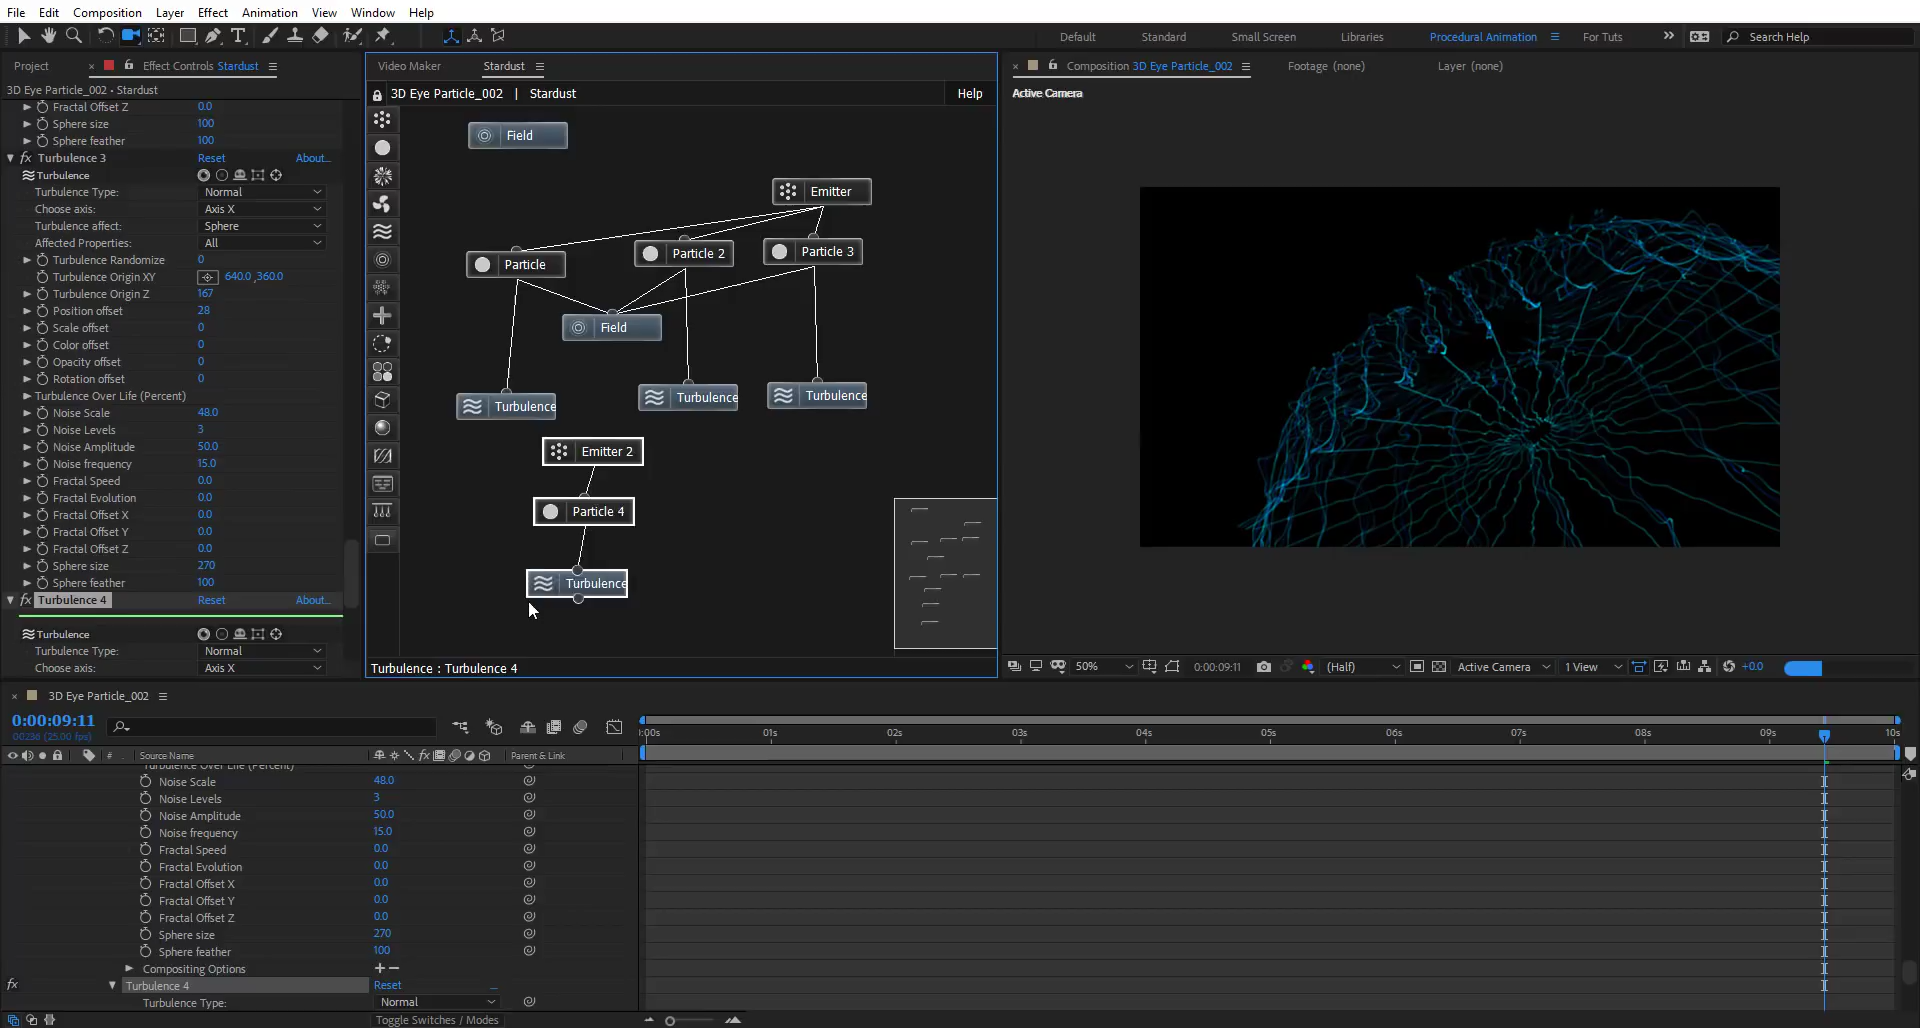 File Edit Composition Layer Effect Animation View Window Help
Default Standard Small Screen Libraries Procedural Animation For Tuts Search Help
Project Effect Controls Stardust
3D Eye Particle_002 • Stardust
Fractal Offset Z 0.0
Sphere size 100
Sphere feather 100
fx Turbulence 3 Reset About...
Turbulence
Turbulence Type: Normal
Choose axis: Axis X
Turbulence affect: Sphere
Affected Properties: All
Turbulence Randomize 0
Turbulence Origin XY 640.0 ,360.0
Turbulence Origin Z 167
Position offset 28
Scale offset 0
Color offset 0
Opacity offset 0
Rotation offset 0
Turbulence Over Life (Percent)
Noise Scale 48.0
Noise Levels 3
Noise Amplitude 50.0
Noise frequency 15.0
Fractal Speed 0.0
Fractal Evolution 0.0
Fractal Offset X 0.0
Fractal Offset Y 0.0
Fractal Offset Z 0.0
Sphere size 270
Sphere feather 100
fx Turbulence 4 Reset About...
Turbulence
Turbulence Type: Normal
Choose axis: Axis X
Video Maker Stardust
3D Eye Particle_002 | Stardust Help
Field
Emitter
Particle Particle 2 Particle 3
Field
Turbulence Turbulence Turbulence
Emitter 2
Particle 4
Turbulence
Turbulence : Turbulence 4
Composition 3D Eye Particle_002 Footage (none) Layer (none)
Active Camera
50% 0:00:09:11 (Half) Active Camera 1 View +0.0
3D Eye Particle_002
0:00:09:11
00236 (25.00 fps)
# Source Name fx Parent & Link
:00s 01s 02s 03s 04s 05s 06s 07s 08s 09s 10s
Turbulence Over Life (Percent)
Noise Scale 48.0
Noise Levels 3
Noise Amplitude 50.0
Noise frequency 15.0
Fractal Speed 0.0
Fractal Evolution 0.0
Fractal Offset X 0.0
Fractal Offset Y 0.0
Fractal Offset Z 0.0
Sphere size 270
Sphere feather 100
Compositing Options + −
fx Turbulence 4 Reset ...
Turbulence Type: Normal
Toggle Switches / Modes